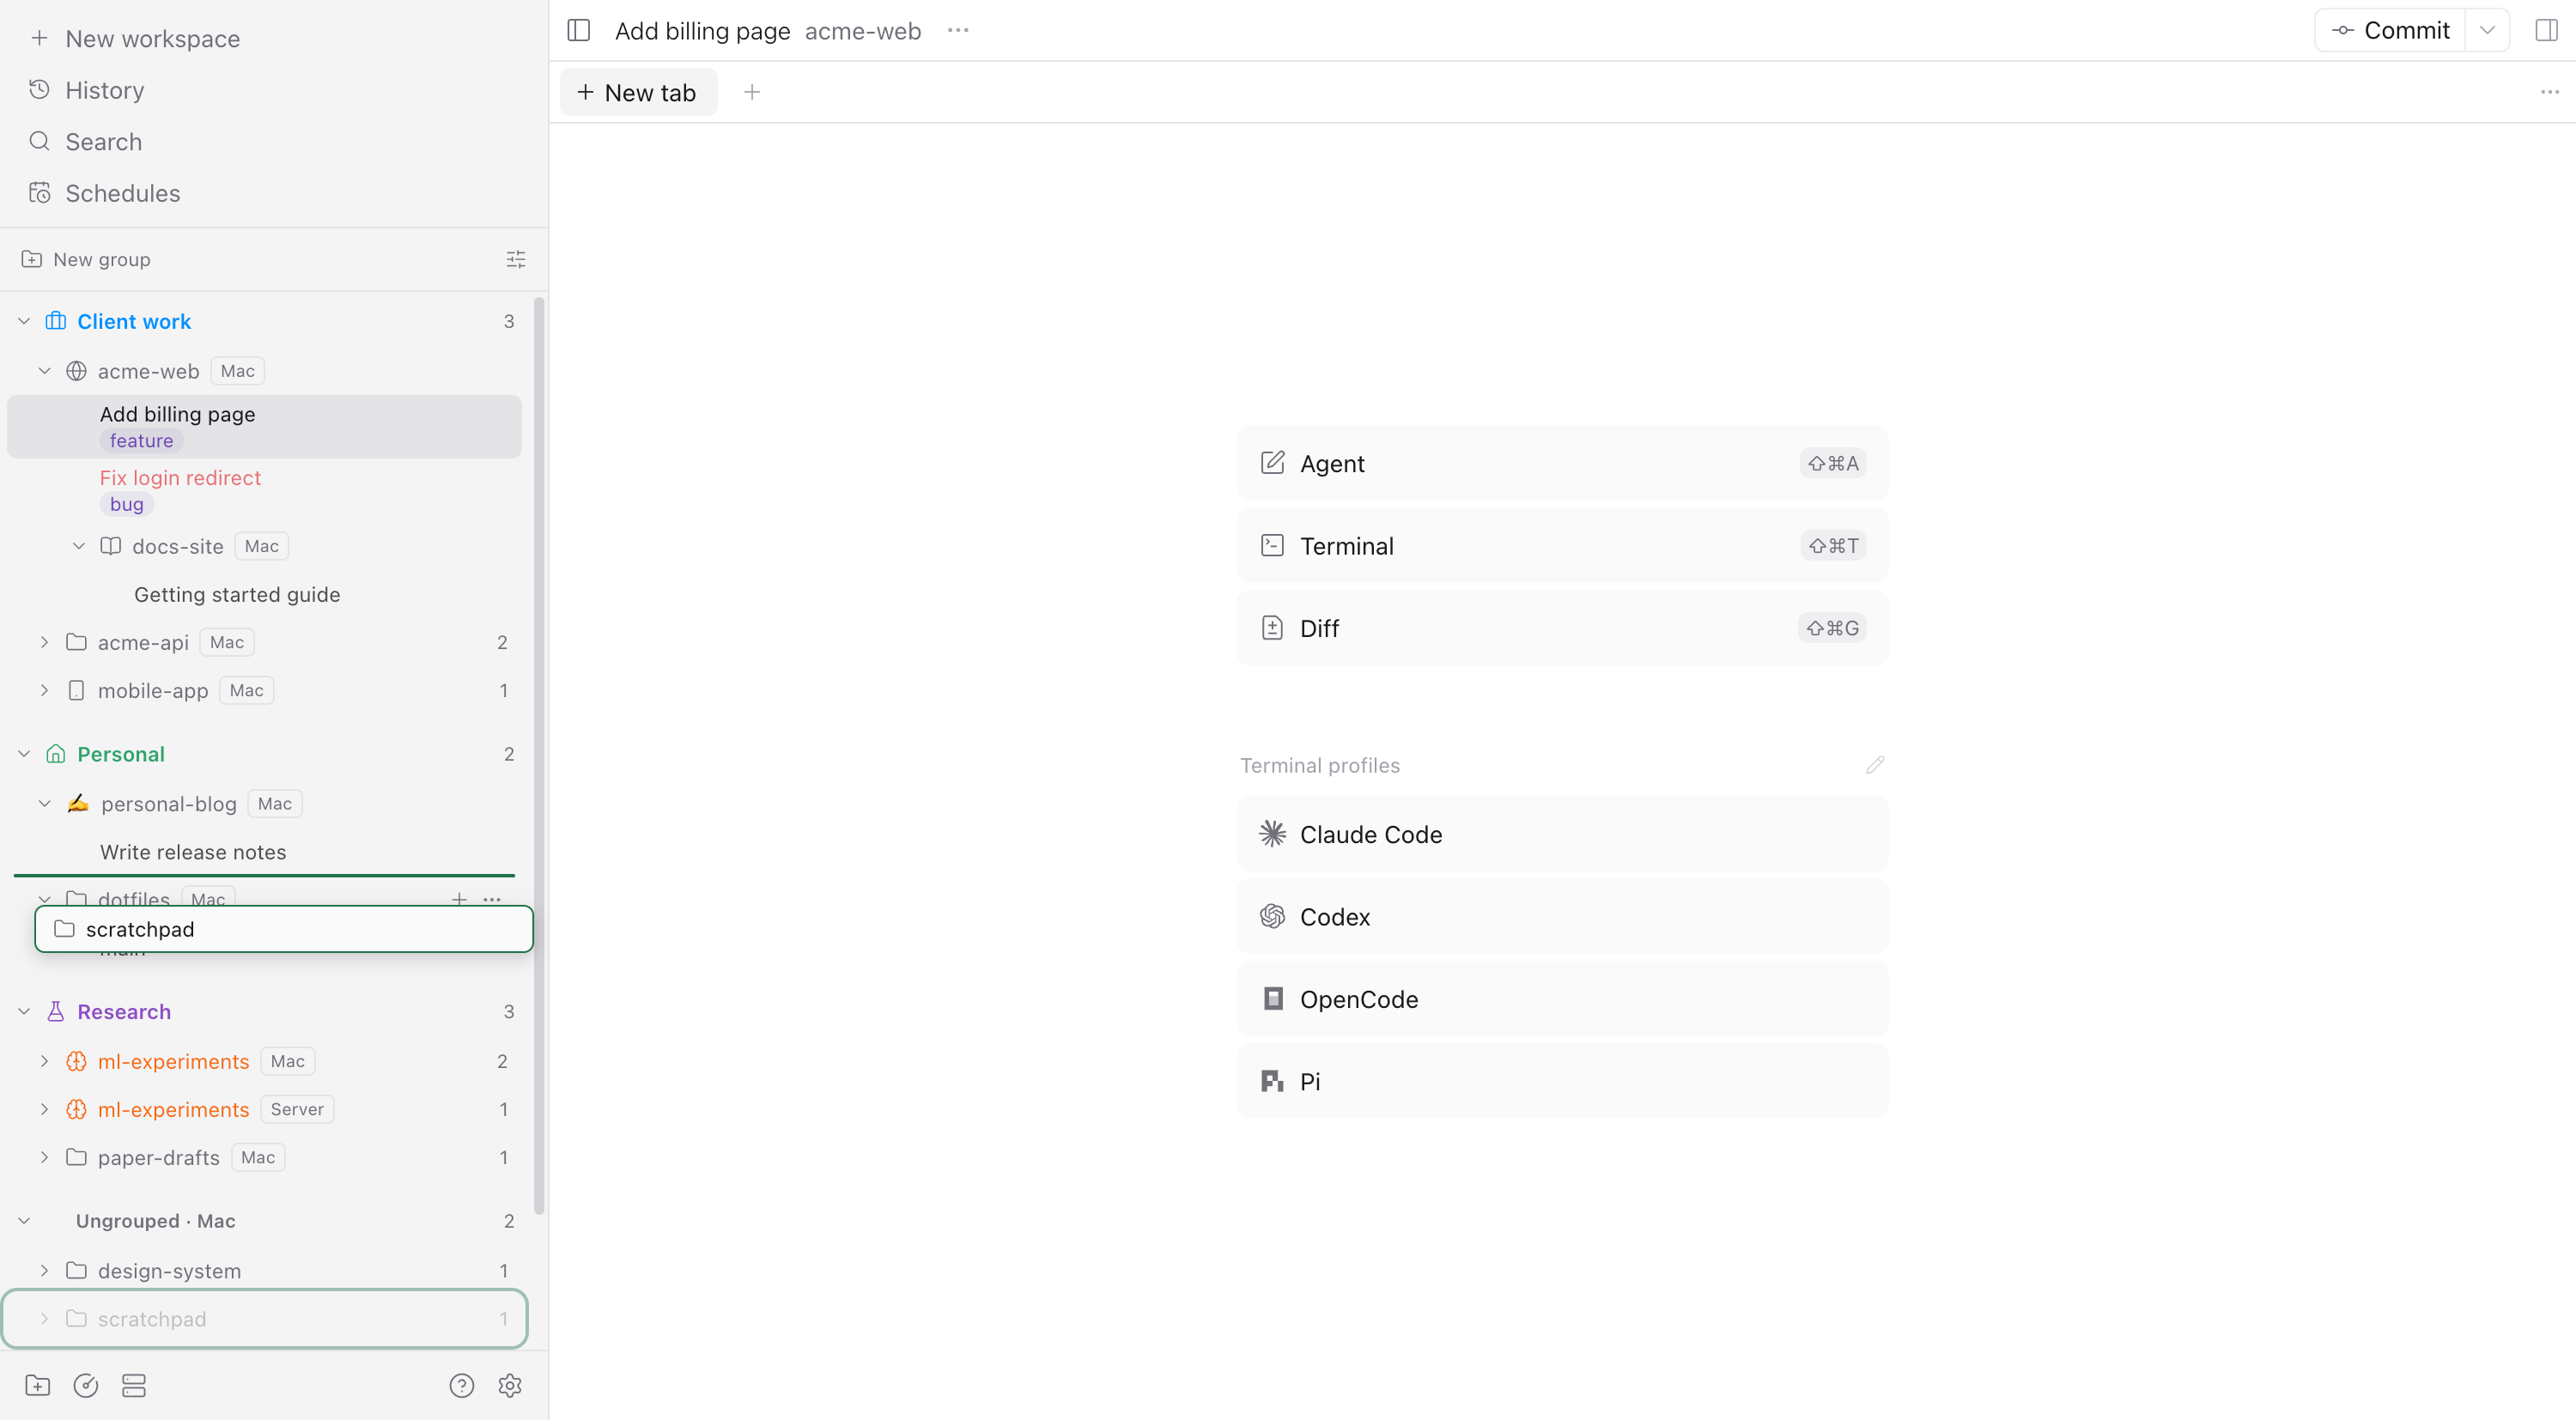 New workspace
History
Search
Schedules
New group
Client work 3
acme-web Mac
Add billing page
feature
Fix login redirect
bug
docs-site Mac
Getting started guide
acme-api Mac 2
mobile-app Mac 1
Personal 2
personal-blog Mac
Write release notes
dotfiles Mac
scratchpad
main
Research 3
ml-experiments Mac 2
ml-experiments Server 1
paper-drafts Mac 1
Ungrouped · Mac 2
design-system 1
scratchpad 1
Add billing page acme-web
Commit
New tab
Agent ⇧⌘A
Terminal ⇧⌘T
Diff ⇧⌘G
Terminal profiles
Claude Code
Codex
OpenCode
Pi